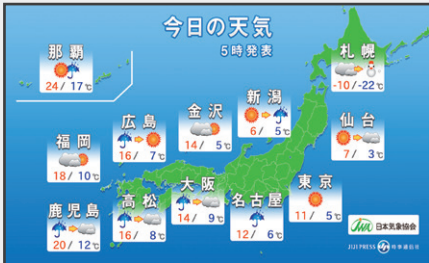 今日の天気
5時発表
那覇
24/17℃
札幌
-10/-22℃
新潟
6/5℃
金沢
14/5℃
広島
16/7℃
仙台
7/3℃
福岡
18/10℃
大阪
14/9℃
東京
11/5℃
鹿児島
20/12℃
高松
16/8℃
名古屋
12/6℃
日本気象協会
JIJI PRESS 時事通信社